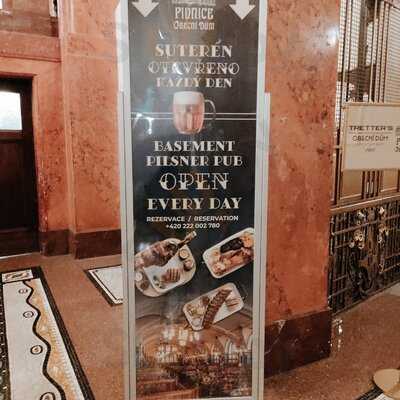 PIVNICE
OBECNÍ DŮM
SUTERÉN
OTEVŘENO
KAŽDÝ DEN
BASEMENT
PILSNER PUB
OPEN
EVERY DAY
REZERVACE / RESERVATION
+420 222 002 780
TRETTER'S
OBECNÍ DŮM